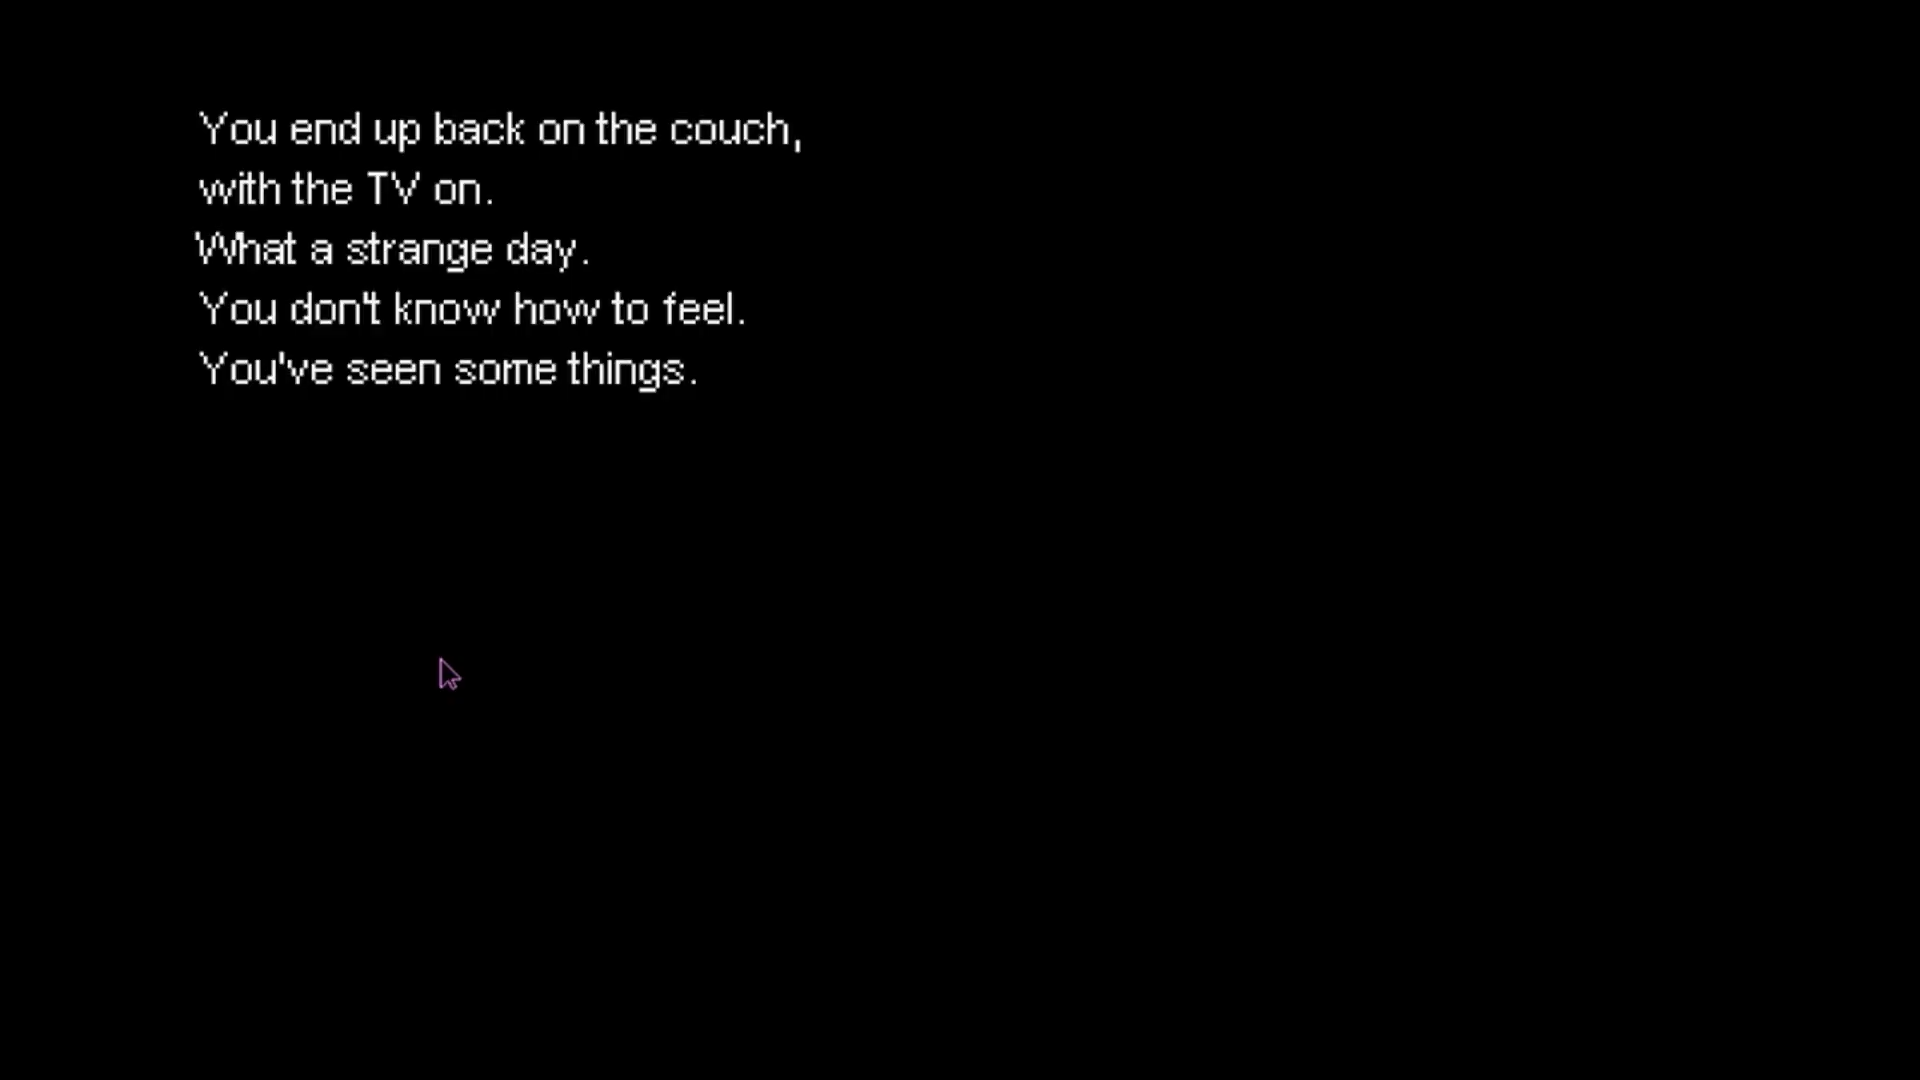 You end up back on the couch,
with the TV on.
What a strange day.
You don't know how to feel.
You've seen some things.